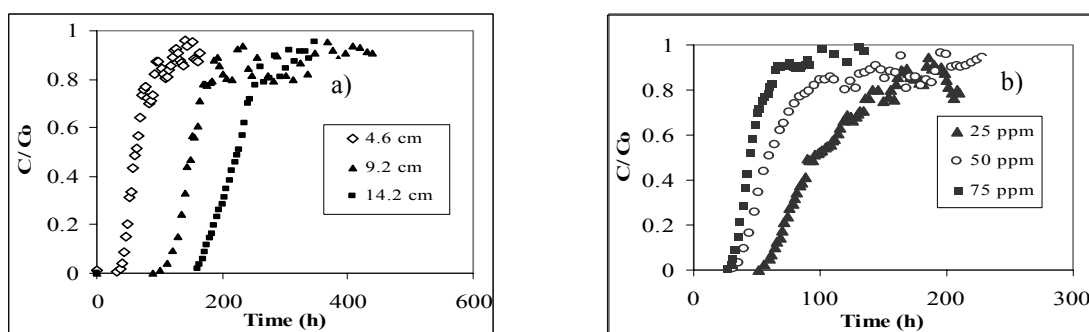 1
0.8
0.6
0.4
0.2
0
C/ Co
0 200 400 600
Time (h)
a)
4.6 cm
9.2 cm
14.2 cm
1
0.8
0.6
0.4
0.2
0
C/ Co
0 100 200 300
Time (h)
b)
25 ppm
50 ppm
75 ppm